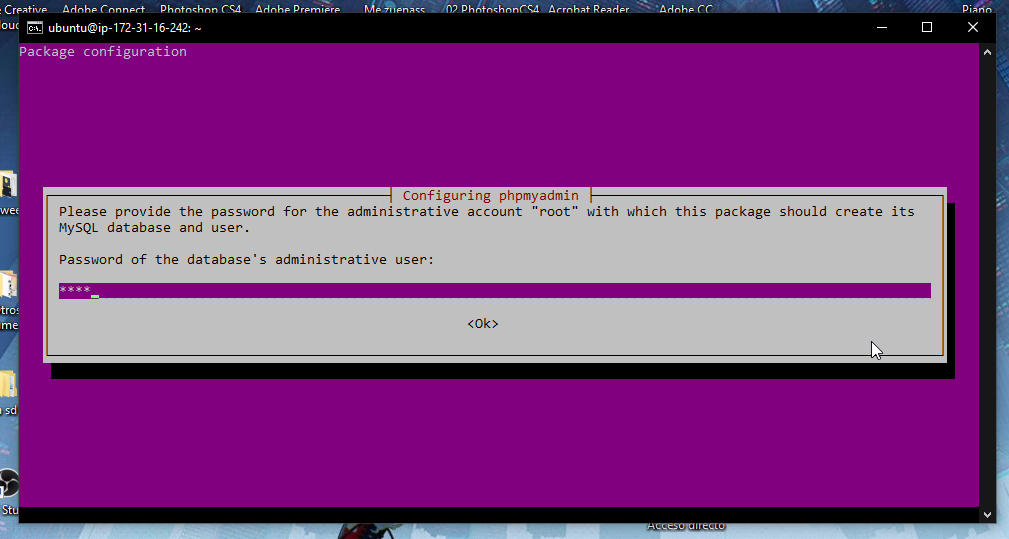 Creative Adobe Connect Photoshop CS4 Adobe Premiere 02 PhotoshopCS4 Acrobat Reader Adobe CC Piano
ubuntu@ip-172-31-16-242: ~
Package configuration
Configuring phpmyadmin
Please provide the password for the administrative account "root" with which this package should create its
MySQL database and user.
Password of the database's administrative user:
****
<Ok>
Acceso directo